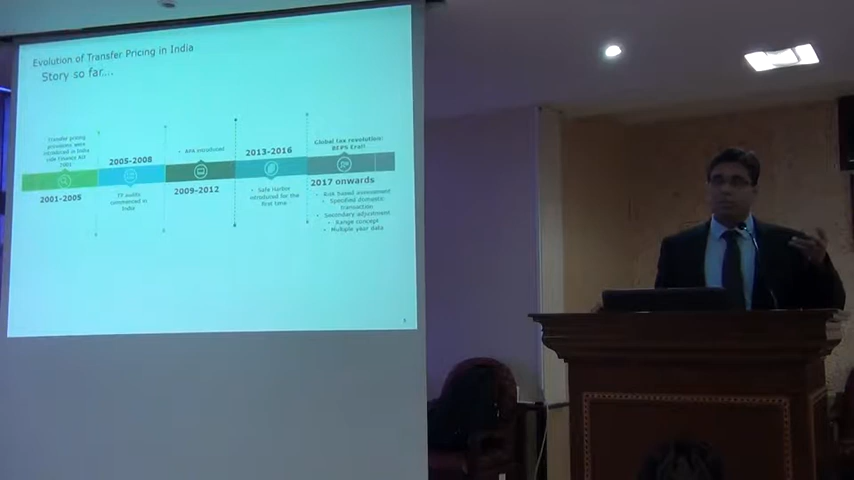 Evolution of Transfer Pricing in India
Story so far...
Transfer pricing
provisions were
introduced in India
vide Finance Act
2001
2001-2005
2005-2008
TP audits
commenced in
India
• APA introduced
2009-2012
2013-2016
• Safe Harbor
introduced for the
first time
Global tax revolution:
BEPS Era!!
2017 onwards
• Risk based assessment
• Specified domestic
transaction
• Secondary adjustment
• Range concept
• Multiple year data